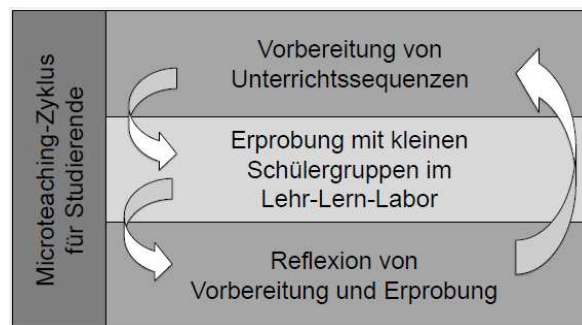 Microteaching-Zyklus
für Studierende
Vorbereitung von
Unterrichtssequenzen
Erprobung mit kleinen
Schülergruppen im
Lehr-Lern-Labor
Reflexion von
Vorbereitung und Erprobung